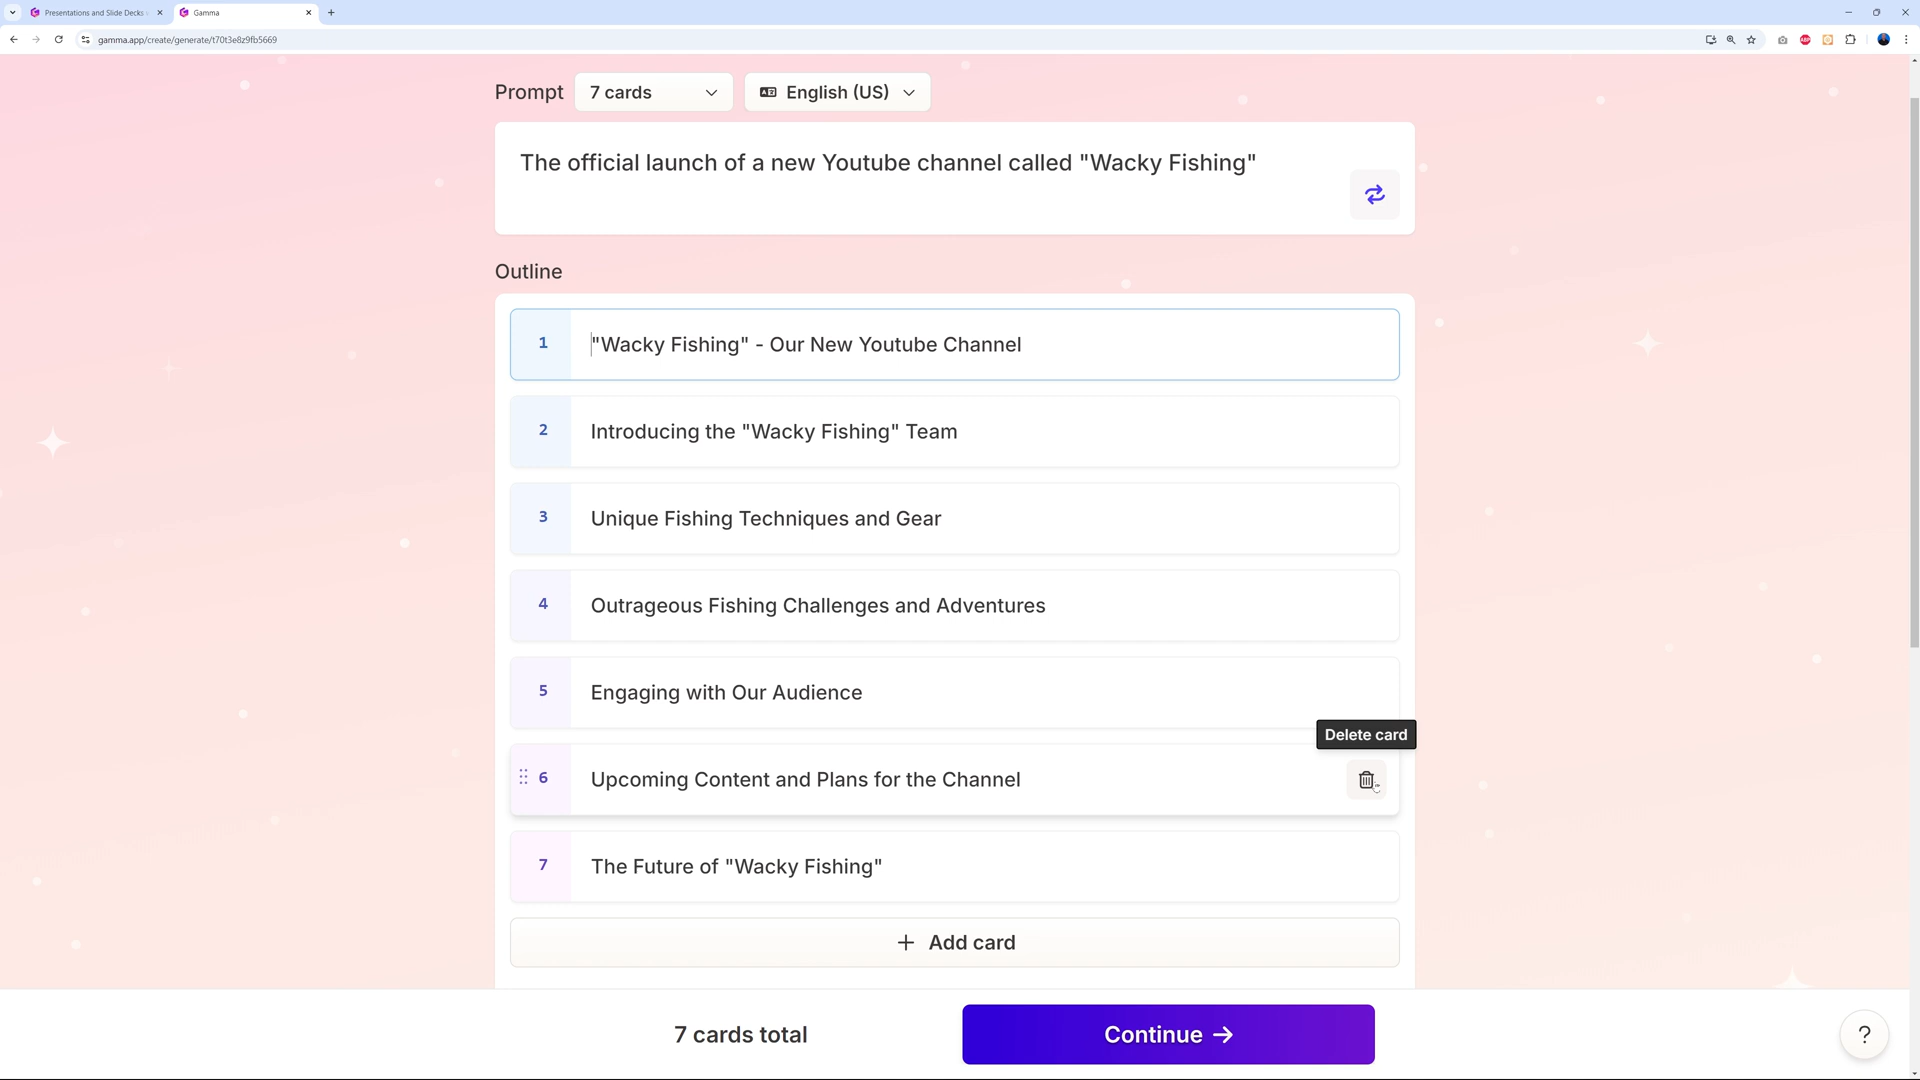 Presentations and Slide Decks
Gamma
gamma.app/create/generate/t70t3e8z9fb5669
Prompt
7 cards
English (US)
The official launch of a new Youtube channel called "Wacky Fishing"
Outline
1
"Wacky Fishing" - Our New Youtube Channel
2
Introducing the "Wacky Fishing" Team
3
Unique Fishing Techniques and Gear
4
Outrageous Fishing Challenges and Adventures
5
Engaging with Our Audience
Delete card
6
Upcoming Content and Plans for the Channel
7
The Future of "Wacky Fishing"
+ Add card
7 cards total
Continue →
?